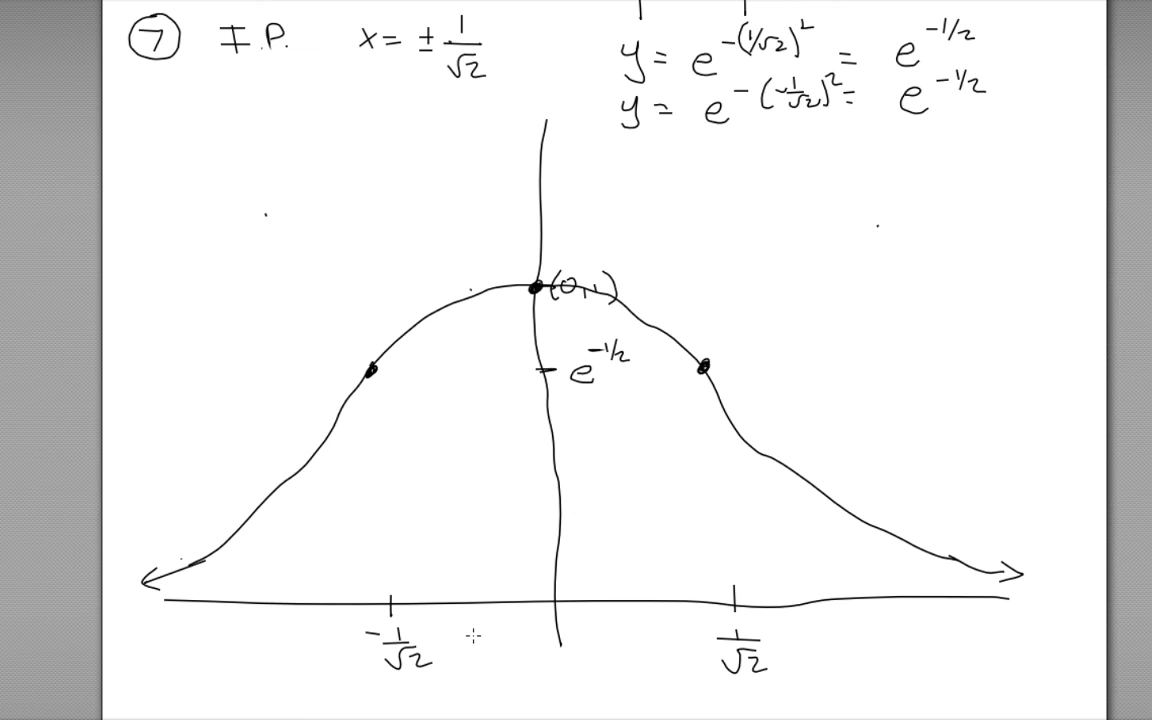 ⑦ I.P. x = ± 1/√2
y = e^-(1/√2)^2 = e^-1/2
y = e^-(-1/√2)^2 = e^-1/2
(0,1)
e^-1/2
-1/√2 1/√2